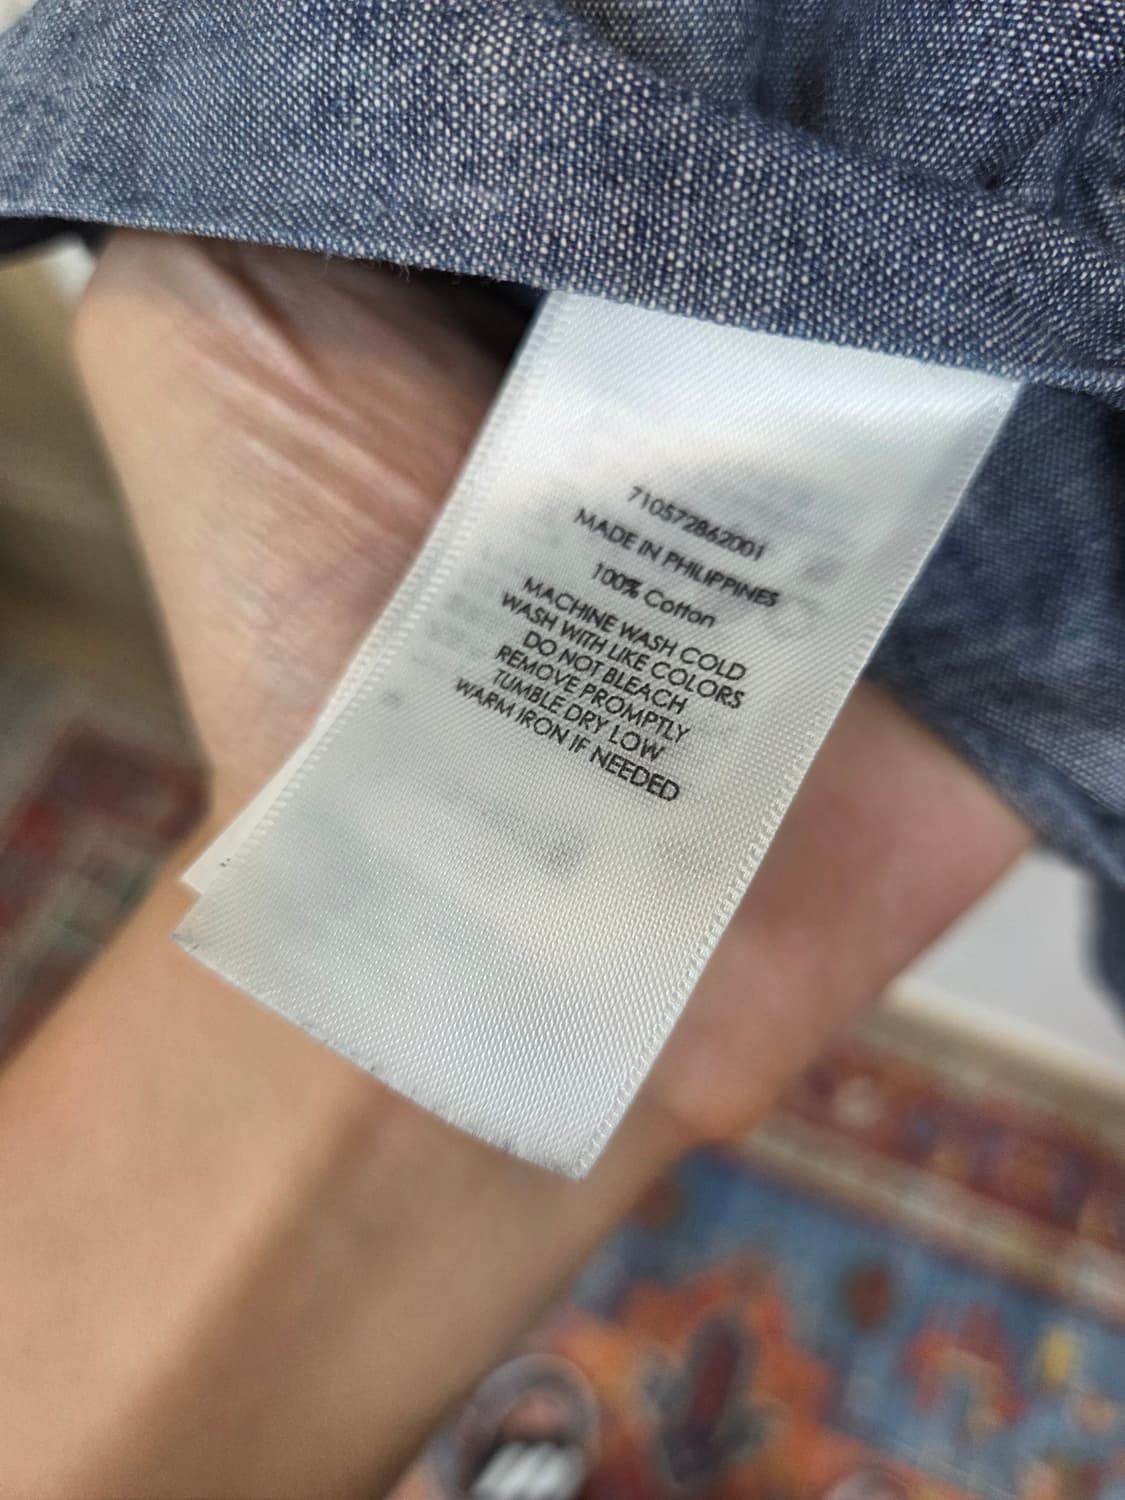 710572862001
MADE IN PHILIPPINES
100% Cotton
MACHINE WASH COLD
WASH WITH LIKE COLORS
DO NOT BLEACH
REMOVE PROMPTLY
TUMBLE DRY LOW
WARM IRON IF NEEDED